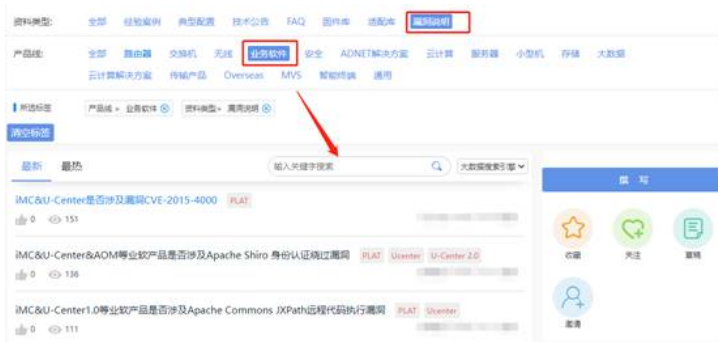 资料类型: 全部 经验案例 典型配置 技术公告 FAQ 固件库 适配库 漏洞说明
产品线: 全部 路由器 交换机 无线 业务软件 安全 ADNET解决方案 云计算 服务器 小型机 存储 大数据
云计算解决方案 传输产品 Overseas MVS 智能终端 通用
所选标签 产品线» 业务软件 资料类型» 漏洞说明
清空标签
最新 最热 输入关键字搜索 大数据搜索引擎
撰 写
iMC&U-Center是否涉及漏洞CVE-2015-4000 PLAT
0 151
收藏 关注 草稿
iMC&U-Center&AOM等业软产品是否涉及Apache Shiro 身份认证绕过漏洞 PLAT Ucenter U-Center 2.0
0 136
iMC&U-Center1.0等业软产品是否涉及Apache Commons JXPath远程代码执行漏洞 PLAT Ucenter
邀请
0 111